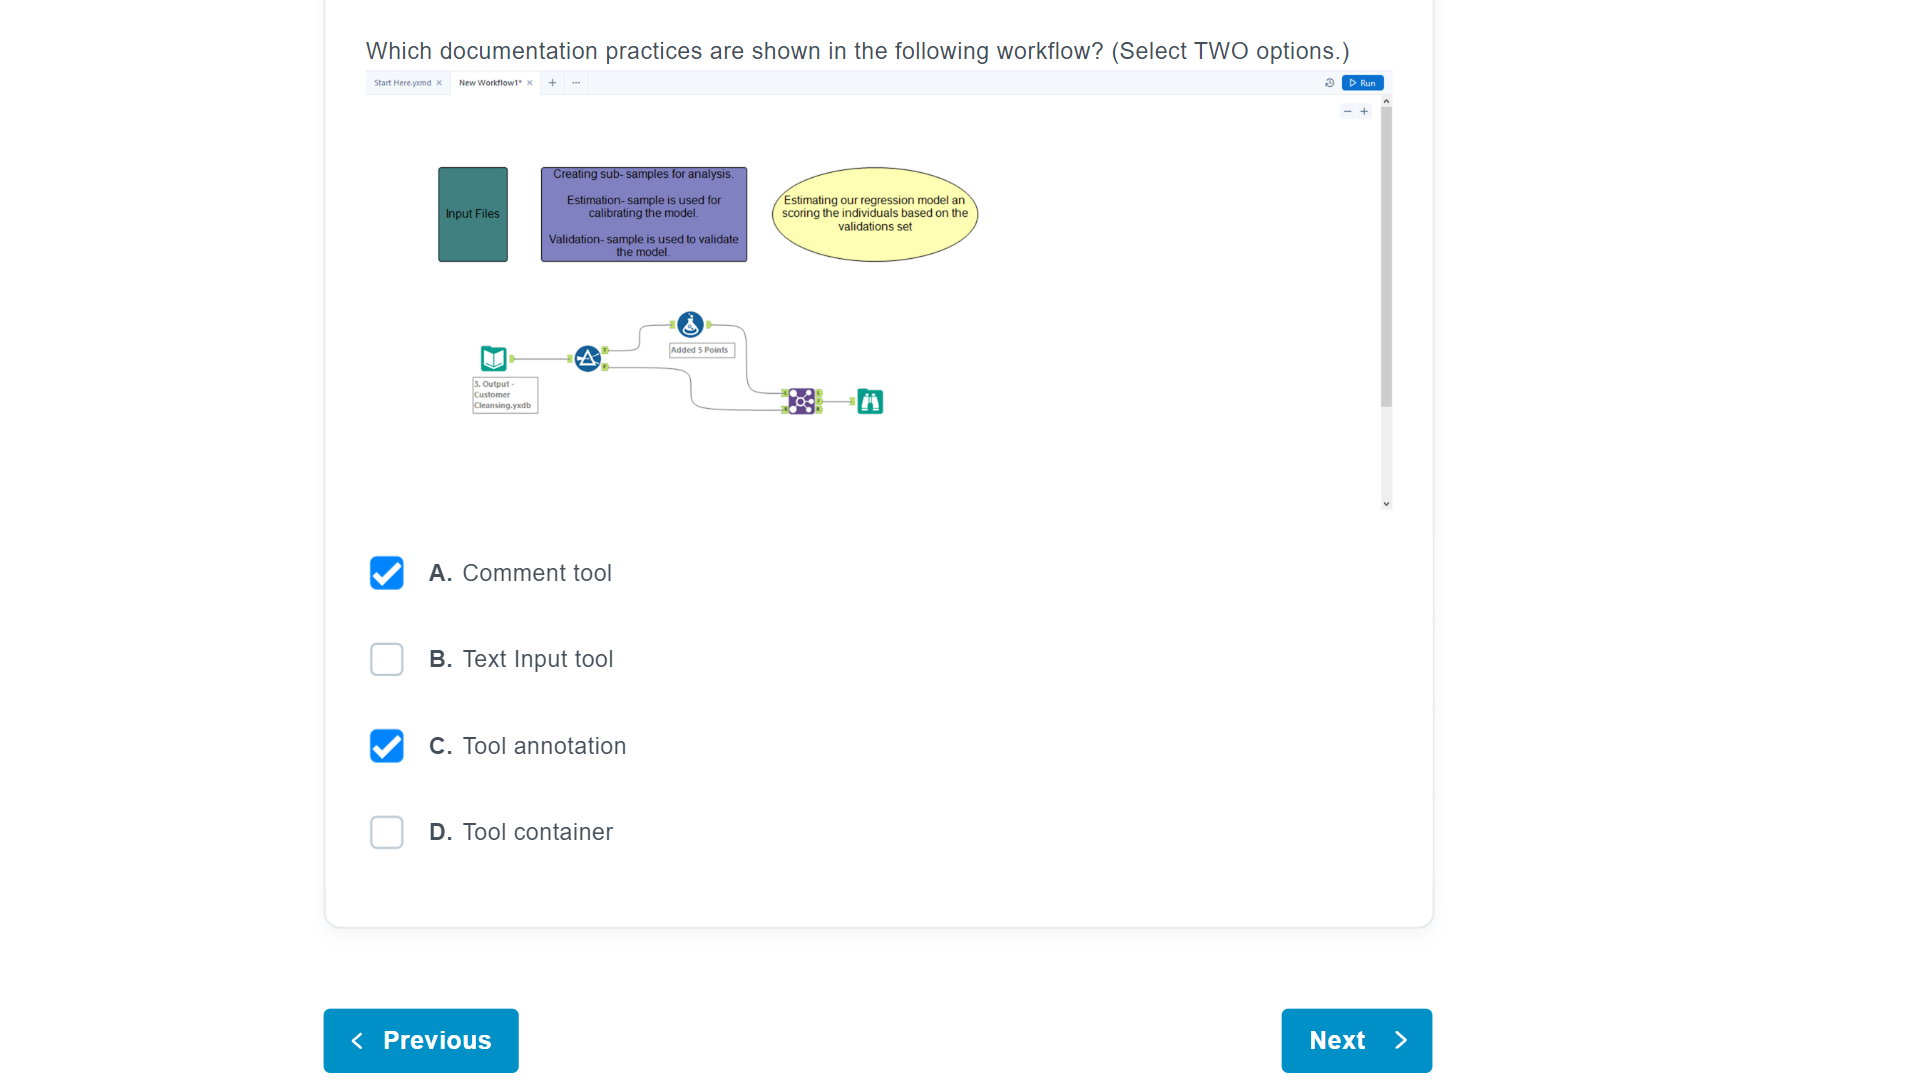 Which documentation practices are shown in the following workflow? (Select TWO options.)
Start Here.yxmd
New Workflow1*
Run
Input Files
Creating sub- samples for analysis.
Estimation- sample is used for
calibrating the model.
Validation- sample is used to validate
the model.
Estimating our regression model an
scoring the individuals based on the
validations set
Added 5 Points
3. Output -
Customer
Cleansing.yxdb
T
F
L
R
L
J
R
A. Comment tool
B. Text Input tool
C. Tool annotation
D. Tool container
Previous
Next